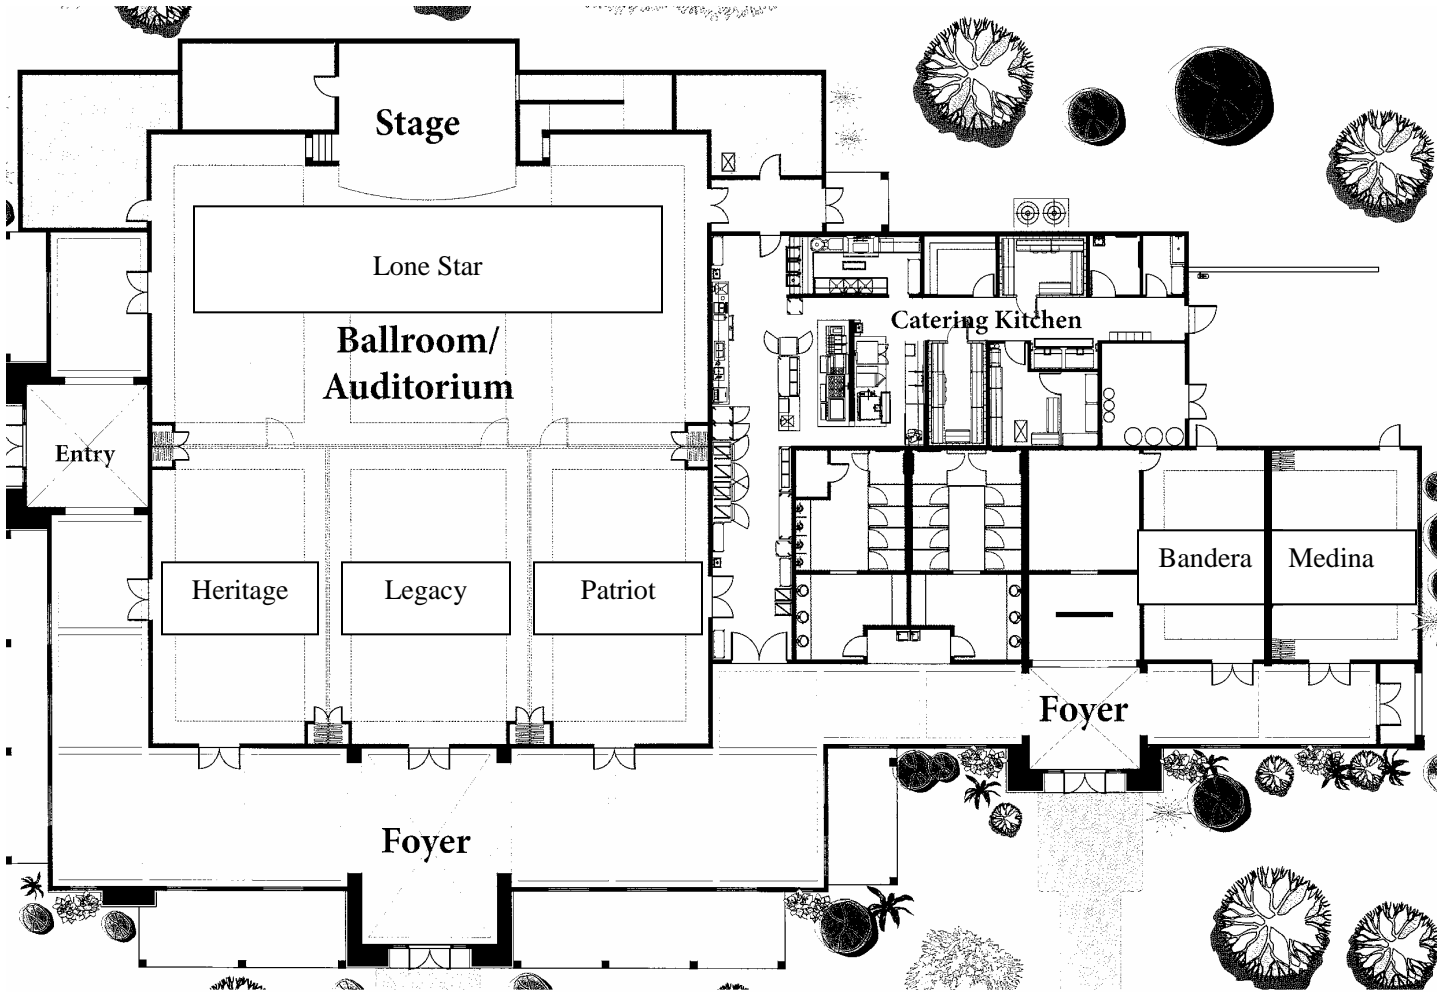 Stage
Lone Star
Ballroom/
Auditorium
Catering Kitchen
Entry
Heritage
Legacy
Patriot
Bandera
Medina
Foyer
Foyer